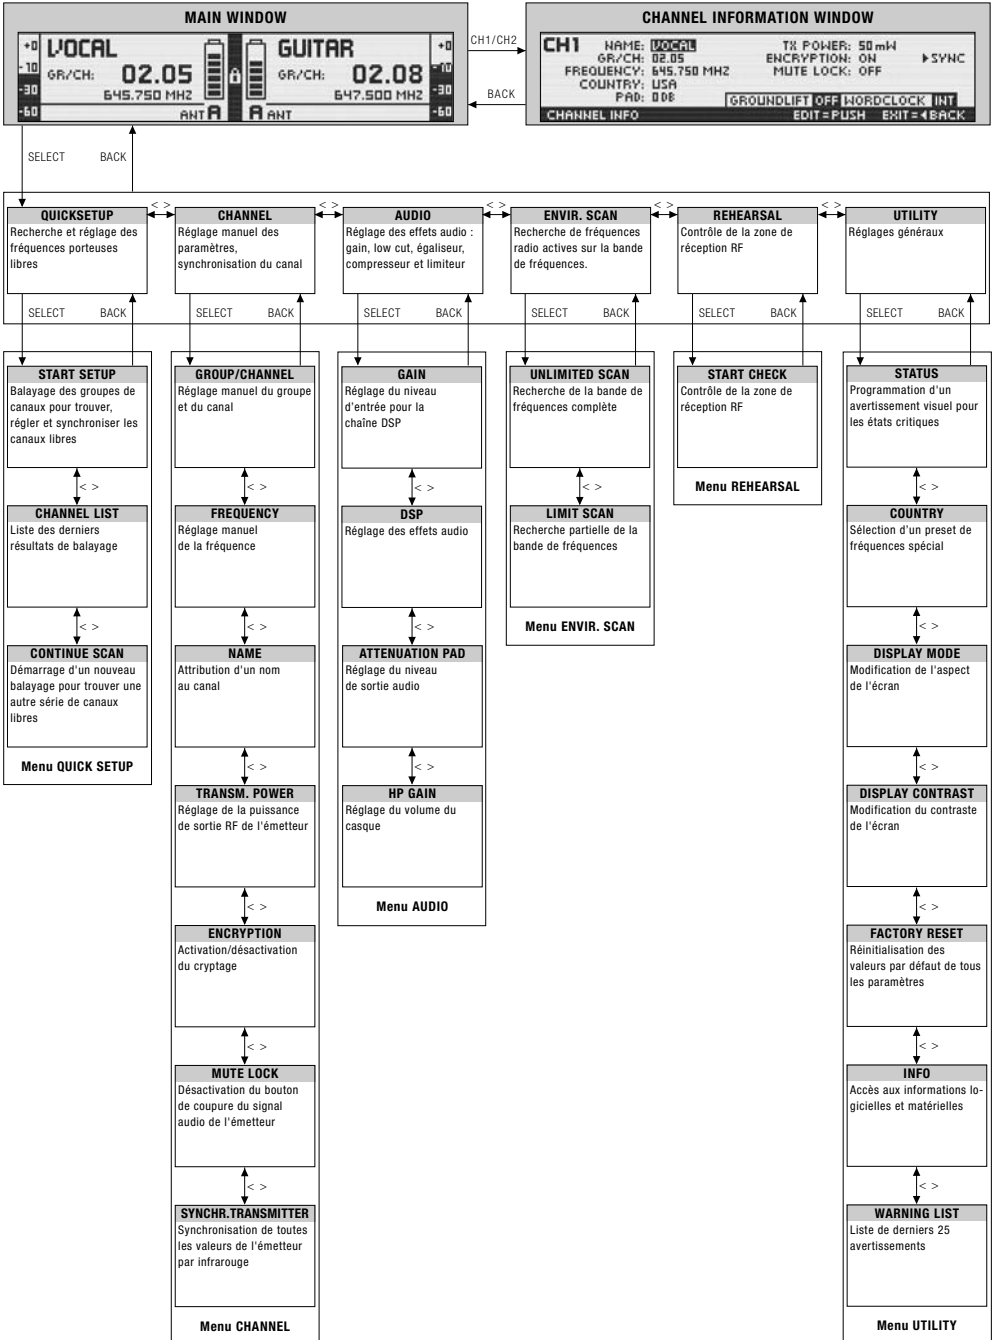 MAIN WINDOW
+0
-10
-30
-60
VOCAL
GR/CH: 02.05
645.750 MHZ
ANT A
GUITAR
GR/CH: 02.08
647.500 MHZ
A ANT
+0
-10
-30
-60
CH1/CH2
BACK
CHANNEL INFORMATION WINDOW
CH1 NAME: VOCAL TX POWER: 50 mW
GR/CH: 02.05 ENCRYPTION: ON ▶SYNC
FREQUENCY: 645.750 MHZ MUTE LOCK: OFF
COUNTRY: USA
PAD: 0 DB GROUNDLIFT OFF WORDCLOCK INT
CHANNEL INFO EDIT=PUSH EXIT=◀BACK
SELECT BACK
QUICKSETUP
Recherche et réglage des
fréquences porteuses
libres
< >
CHANNEL
Réglage manuel des
paramètres,
synchronisation du canal
< >
AUDIO
Réglage des effets audio :
gain, low cut, égaliseur,
compresseur et limiteur
< >
ENVIR. SCAN
Recherche de fréquences
radio actives sur la bande
de fréquences.
< >
REHEARSAL
Contrôle de la zone de
réception RF
< >
UTILITY
Réglages généraux
SELECT BACK
SELECT BACK
SELECT BACK
SELECT BACK
SELECT BACK
SELECT BACK
START SETUP
Balayage des groupes de
canaux pour trouver,
régler et synchroniser les
canaux libres
< >
CHANNEL LIST
Liste des derniers
résultats de balayage
< >
CONTINUE SCAN
Démarrage d'un nouveau
balayage pour trouver une
autre série de canaux
libres
Menu QUICK SETUP
GROUP/CHANNEL
Réglage manuel du groupe
et du canal
< >
FREQUENCY
Réglage manuel
de la fréquence
< >
NAME
Attribution d'un nom
au canal
< >
TRANSM. POWER
Réglage de la puissance
de sortie RF de l'émetteur
< >
ENCRYPTION
Activation/désactivation
du cryptage
< >
MUTE LOCK
Désactivation du bouton
de coupure du signal
audio de l'émetteur
< >
SYNCHR.TRANSMITTER
Synchronisation de toutes
les valeurs de l'émetteur
par infrarouge
Menu CHANNEL
GAIN
Réglage du niveau
d'entrée pour la
chaîne DSP
< >
DSP
Réglage des effets audio
< >
ATTENUATION PAD
Réglage du niveau
de sortie audio
< >
HP GAIN
Réglage du volume du
casque
Menu AUDIO
UNLIMITED SCAN
Recherche de la bande de
fréquences complète
< >
LIMIT SCAN
Recherche partielle de la
bande de fréquences
Menu ENVIR. SCAN
START CHECK
Contrôle de la zone de
réception RF
Menu REHEARSAL
STATUS
Programmation d'un
avertissement visuel pour
les états critiques
< >
COUNTRY
Sélection d'un preset de
fréquences spécial
< >
DISPLAY MODE
Modification de l'aspect
de l'écran
< >
DISPLAY CONTRAST
Modification du contraste
de l'écran
< >
FACTORY RESET
Réinitialisation des
valeurs par défaut de tous
les paramètres
< >
INFO
Accès aux informations lo-
gicielles et matérielles
< >
WARNING LIST
Liste de derniers 25
avertissements
Menu UTILITY